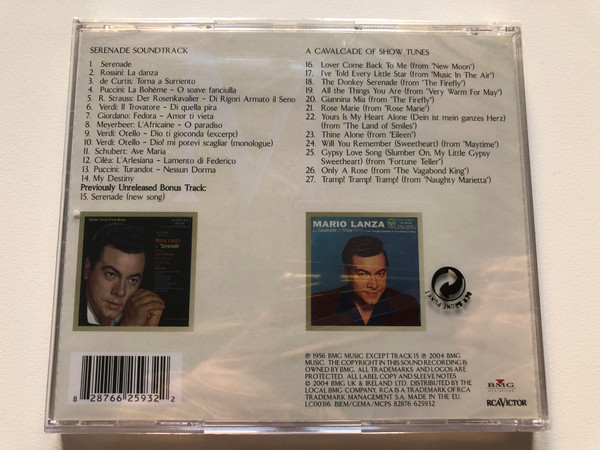 SERENADE SOUNDTRACK
1. Serenade
2. Rossini: La danza
3. de Curtis: Torna a Surriento
4. Puccini: La Bohème - O soave fanciulla
5. R. Strauss: Der Rosenkavalier - Di Rigori Armato il Seno
6. Verdi: Il Trovatore - Di quella pira
7. Giordano: Fedora - Amor ti vieta
8. Meyerbeer: L'Africaine - O paradiso
9. Verdi: Otello - Dio ti gioconda (excerpt)
10. Verdi: Otello - Dio! mi potevi scagliar (monologue)
11. Schubert: Ave Maria
12. Cilèa: L'Arlesiana - Lamento di Federico
13. Puccini: Turandot - Nessun Dorma
14. My Destiny
Previously Unreleased Bonus Track:
15. Serenade (new song)
A CAVALCADE OF SHOW TUNES
16. Lover Come Back To Me (from "New Moon")
17. I've Told Every Little Star (from "Music In The Air")
18. The Donkey Serenade (from "The Firefly")
19. All the Things You Are (from "Very Warm For May")
20. Giannina Mia (from "The Firefly")
21. Rose Marie (from "Rose Marie")
22. Yours Is My Heart Alone (Dein ist mein ganzes Herz)
(from "The Land of Smiles")
23. Thine Alone (from "Eileen")
24. Will You Remember (Sweetheart) (from "Maytime")
25. Gypsy Love Song (Slumber On, My Little Gypsy
Sweetheart) (from "Fortune Teller")
26. Only A Rose (from "The Vagabond King")
27. Tramp! Tramp! Tramp! (from "Naughty Marietta")
Mario Lanza
"Serenade"
MARIO LANZA
DER GRÜNE PUNKT
8 28766 25932 2
℗ 1956 BMG MUSIC EXCEPT TRACK 15 ℗ 2004 BMG
MUSIC. THE COPYRIGHT IN THIS SOUND RECORDING IS
OWNED BY BMG. ALL TRADEMARKS AND LOGOS ARE
PROTECTED. ALL LABEL COPY AND SLEEVE NOTES
© 2004 BMG UK & IRELAND LTD. DISTRIBUTED BY THE
LOCAL BMG COMPANY. RCA IS A TRADEMARK OF RCA
TRADEMARK MANAGEMENT S.A. MADE IN THE EU.
LC00316. BIEM/GEMA/MCPS 82876 625932
BMG
RCA VICTOR